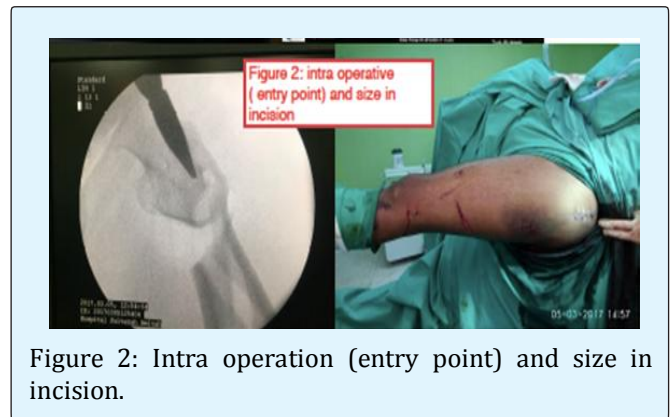 Standard
Figure 2: intra operative
( entry point) and size in
incision
05-03-2017 14:57
Figure 2: Intra operation (entry point) and size in
incision.